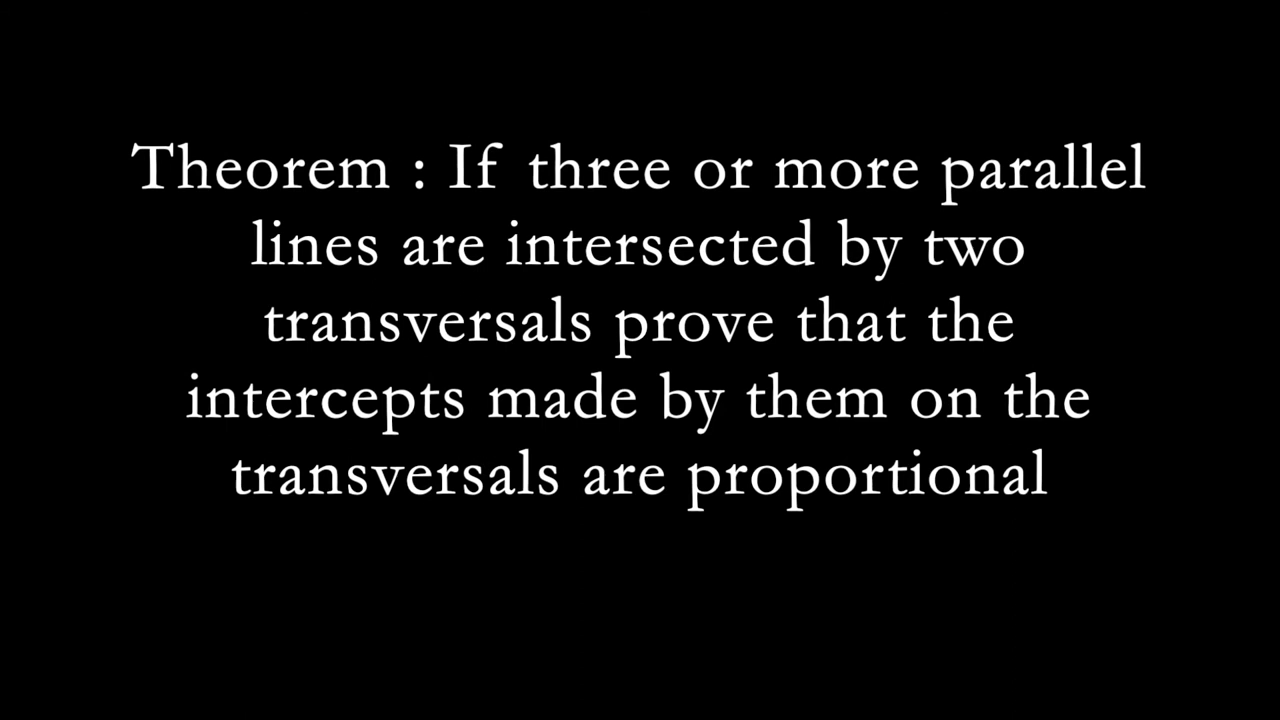 Theorem : If three or more parallel
lines are intersected by two
transversals prove that the
intercepts made by them on the
transversals are proportional